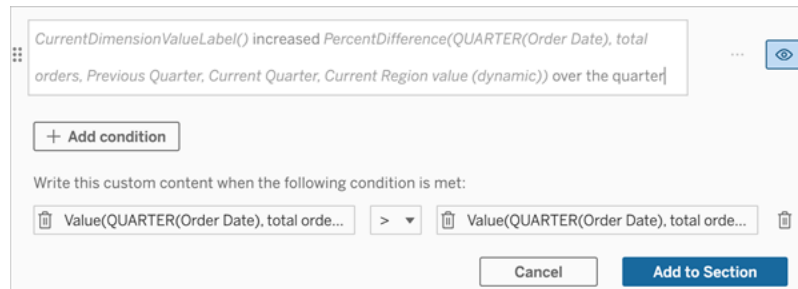 CurrentDimensionValueLabel() increased PercentDifference(QUARTER(Order Date), total
orders, Previous Quarter, Current Quarter, Current Region value (dynamic)) over the quarter
+ Add condition
Write this custom content when the following condition is met:
Value(QUARTER(Order Date), total orde... > Value(QUARTER(Order Date), total orde...
Cancel Add to Section